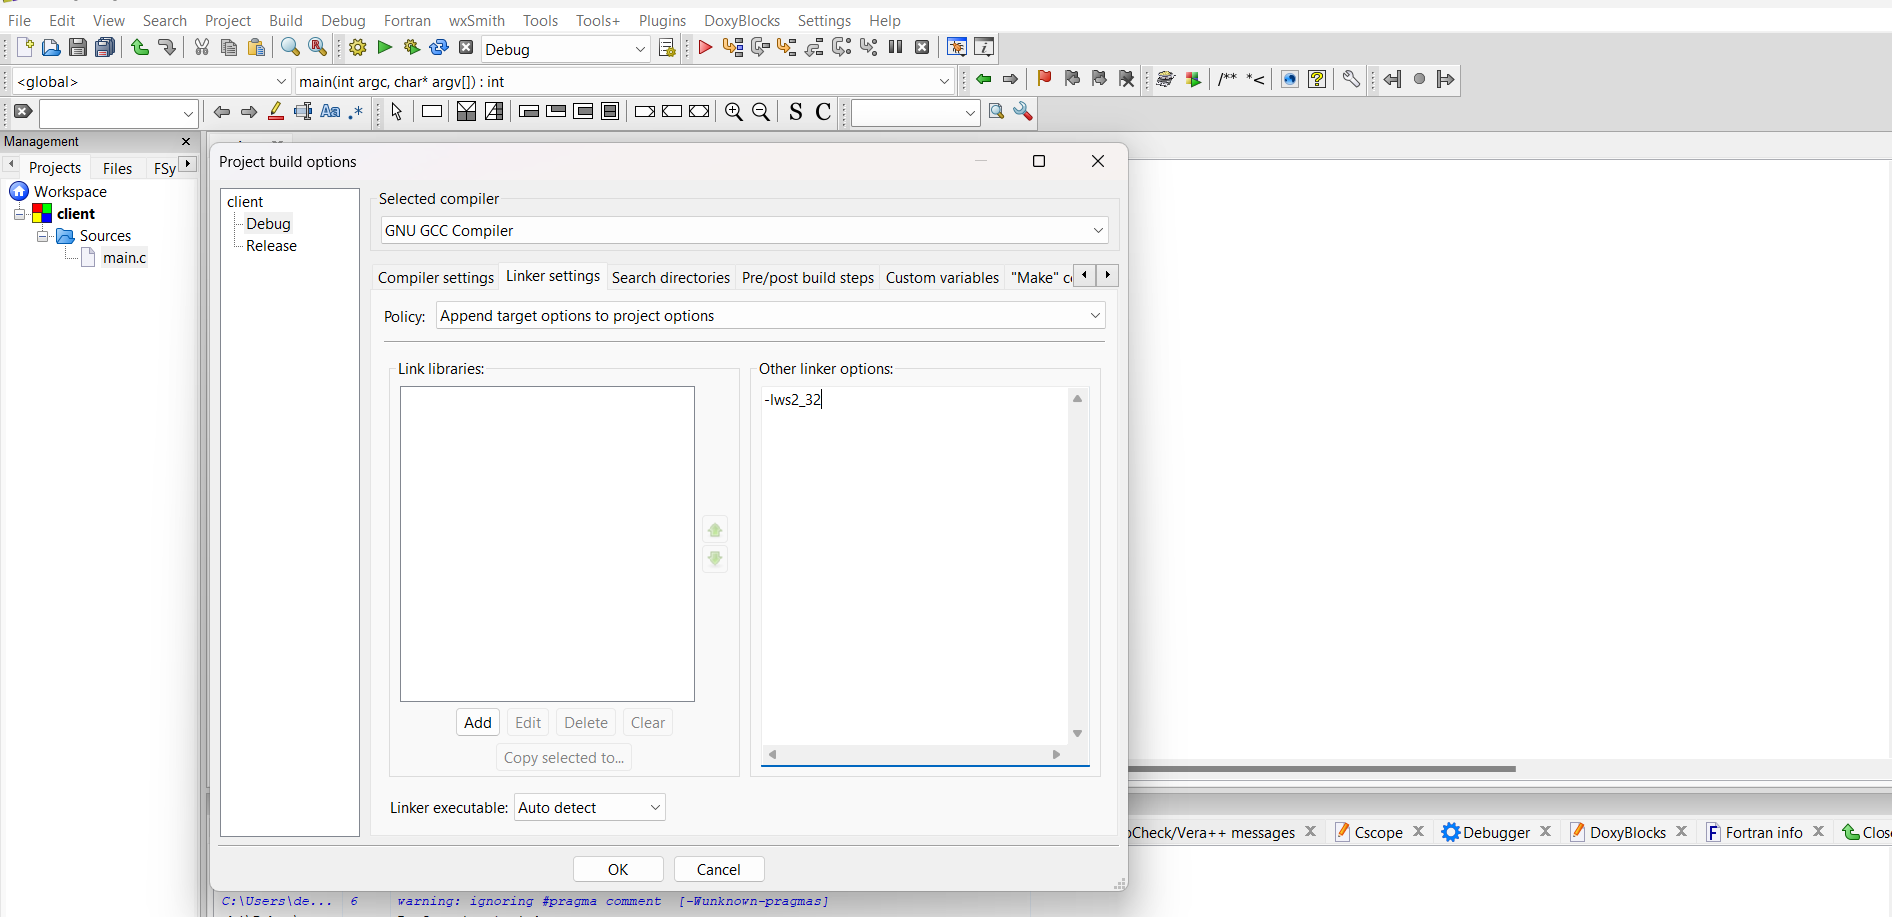 File Edit View Search Project Build Debug Fortran wxSmith Tools Tools+ Plugins DoxyBlocks Settings Help
Debug
<global> main(int argc, char* argv[]) : int /** *<
Aa .* S C
Management
Projects Files FSy
Workspace
client
Sources
main.c
Project build options
client
Debug
Release
Selected compiler
GNU GCC Compiler
Compiler settings Linker settings Search directories Pre/post build steps Custom variables "Make" c
Policy: Append target options to project options
Link libraries:
Other linker options:
-lws2_32
Add Edit Delete Clear
Copy selected to...
Linker executable: Auto detect
OK Cancel
Check/Vera++ messages Cscope Debugger DoxyBlocks Fortran info Clos
C:\Users\de... 6 warning: ignoring #pragma comment [-Wunknown-pragmas]